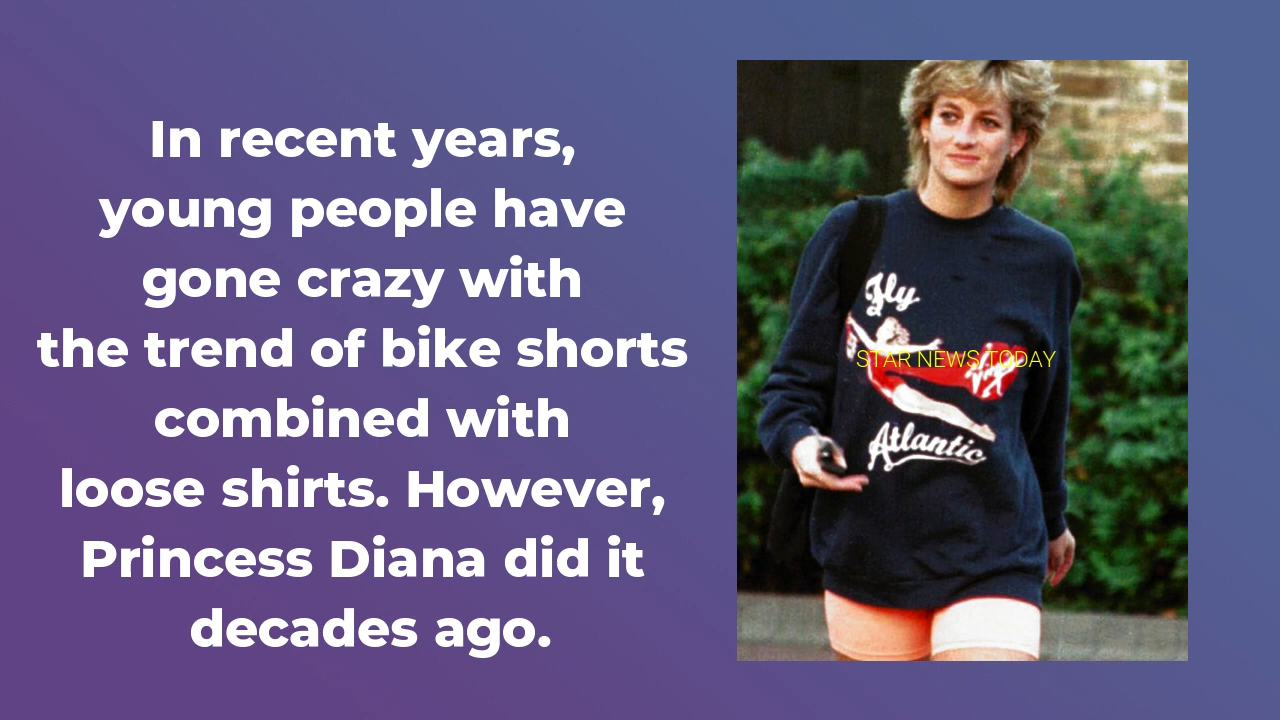 In recent years,
young people have
gone crazy with
the trend of bike shorts
combined with
loose shirts. However,
Princess Diana did it
decades ago.
Fly
STAR NEWS TODAY
Atlantic